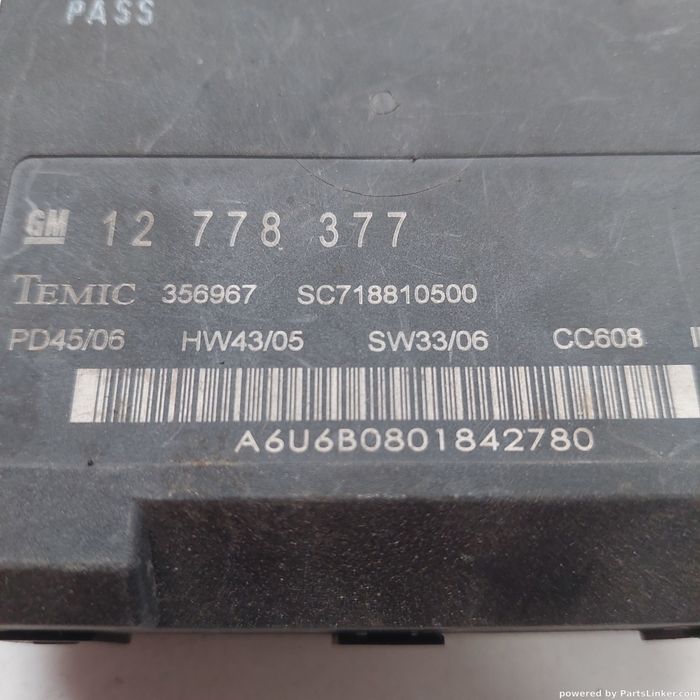 PASS
GM 12 778 377
TEMIC 356967 SC718810500
PD45/06 HW43/05 SW33/06 CC608
A6U6B0801842780
powered by PartsLinker.com